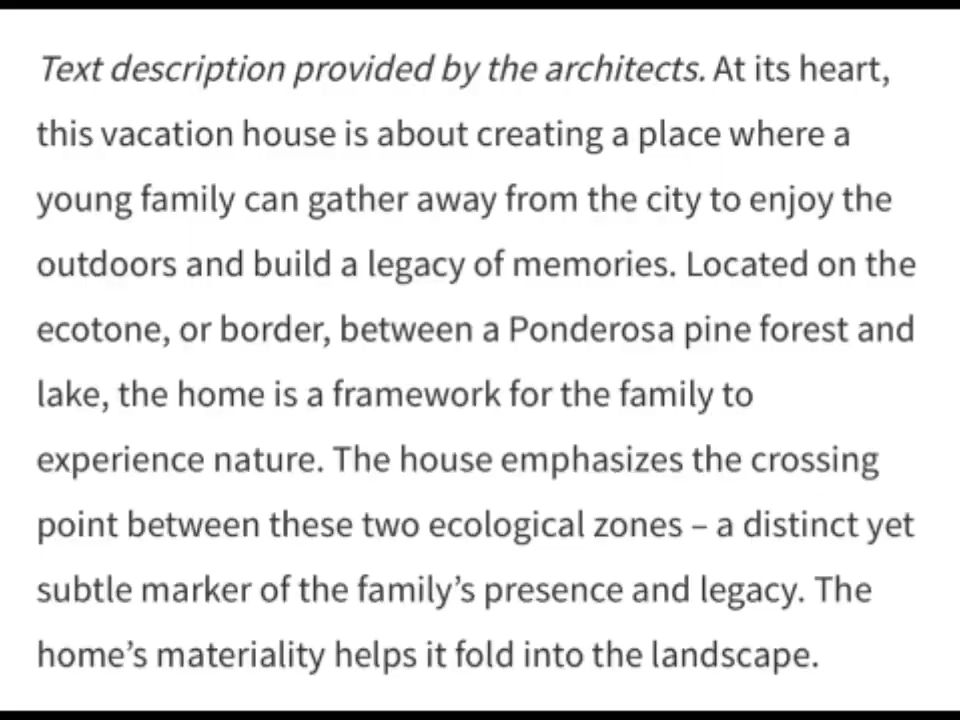 Text description provided by the architects. At its heart,
this vacation house is about creating a place where a
young family can gather away from the city to enjoy the
outdoors and build a legacy of memories. Located on the
ecotone, or border, between a Ponderosa pine forest and
lake, the home is a framework for the family to
experience nature. The house emphasizes the crossing
point between these two ecological zones – a distinct yet
subtle marker of the family’s presence and legacy. The
home’s materiality helps it fold into the landscape.